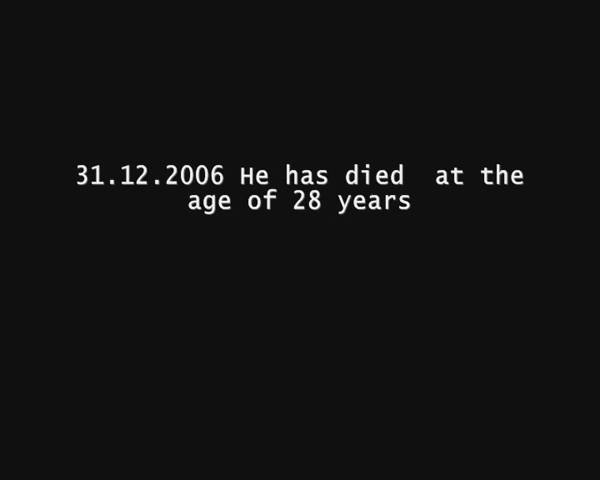 31.12.2006 He has died  at the
age of 28 years